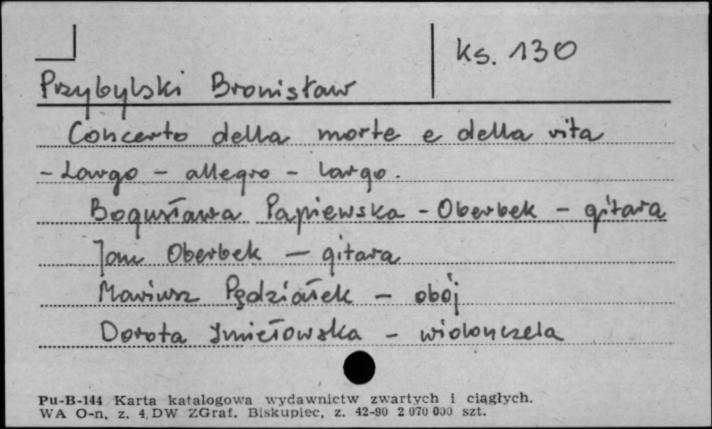 ks. 130
Przybylski Bronisław
Concerto della morte e della vita
- Largo - allegro - largo.
Bogusława Papiewska - Oberbek - gitara
Jan Oberbek - gitara
Mariusz Pędziałek - obój
Dorota Imiełowska - wiolonczela
Pu-B-144 Karta katalogowa wydawnictw zwartych i ciągłych.
WA O-n, z. 4, DW ZGraf. Biskupiec, z. 42-90 2 070 000 szt.